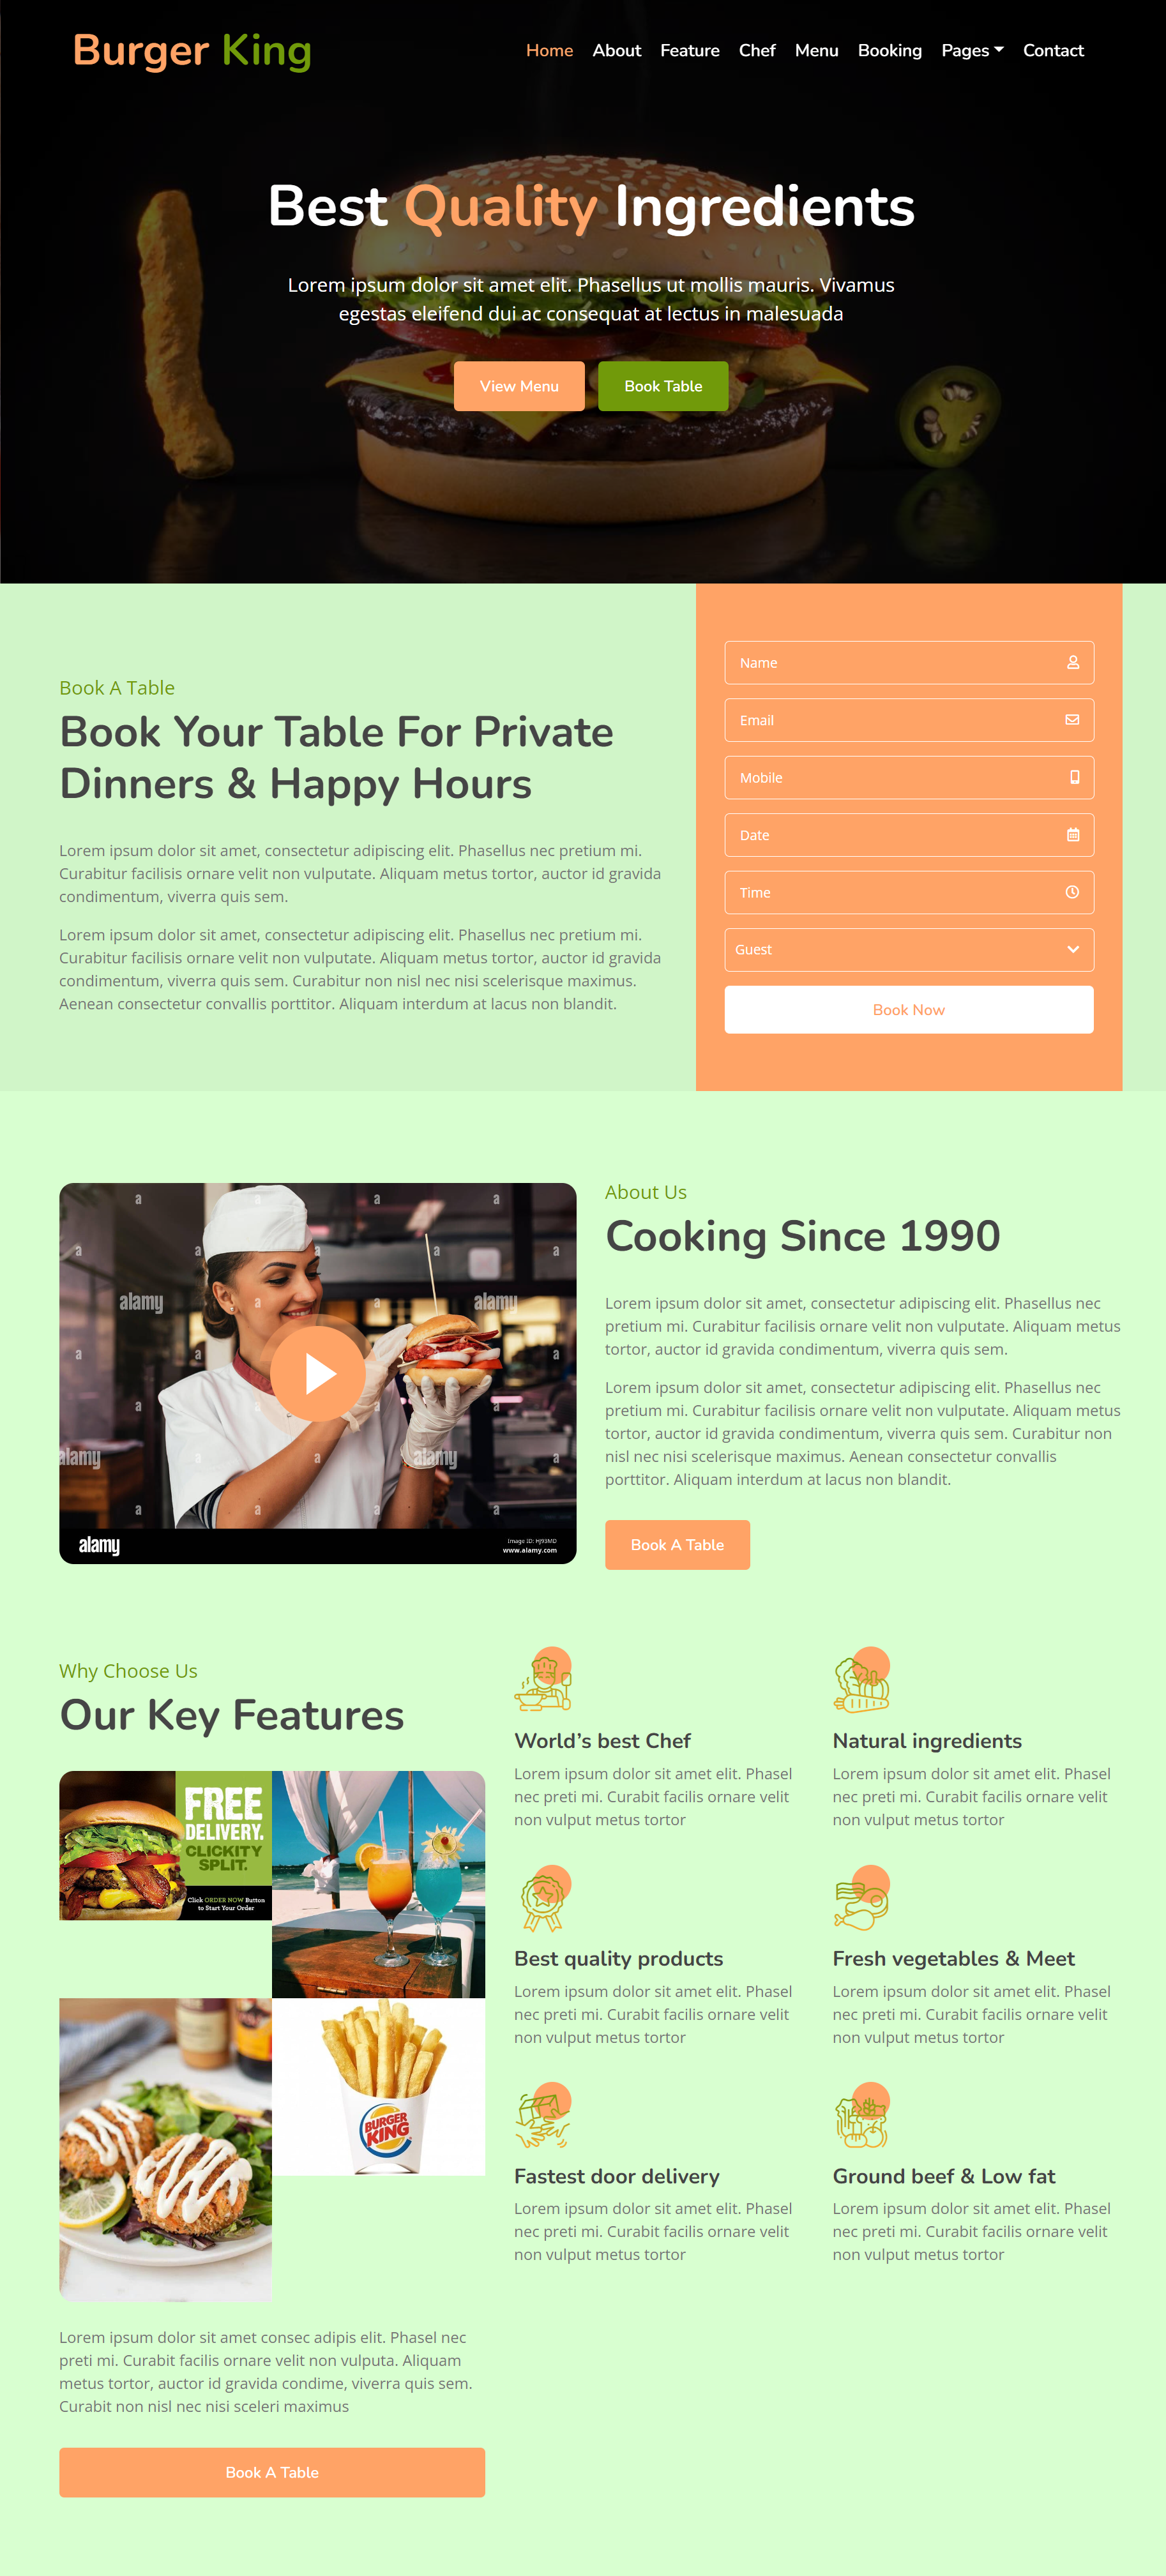 Burger King
Home About Feature Chef Menu Booking Pages Contact
Best Quality Ingredients
Lorem ipsum dolor sit amet elit. Phasellus ut mollis mauris. Vivamus
egestas eleifend dui ac consequat at lectus in malesuada
View Menu
Book Table
Book A Table
Book Your Table For Private
Dinners & Happy Hours
Lorem ipsum dolor sit amet, consectetur adipiscing elit. Phasellus nec pretium mi.
Curabitur facilisis ornare velit non vulputate. Aliquam metus tortor, auctor id gravida
condimentum, viverra quis sem.
Lorem ipsum dolor sit amet, consectetur adipiscing elit. Phasellus nec pretium mi.
Curabitur facilisis ornare velit non vulputate. Aliquam metus tortor, auctor id gravida
condimentum, viverra quis sem. Curabitur non nisl nec nisi scelerisque maximus.
Aenean consectetur convallis porttitor. Aliquam interdum at lacus non blandit.
Name
Email
Mobile
Date
Time
Guest
Book Now
a a a a
a a a a
alamy a a alamy
a a a
a a a
alamy a alamy a
a a a a
alamy
Image ID: HJ93MD
www.alamy.com
About Us
Cooking Since 1990
Lorem ipsum dolor sit amet, consectetur adipiscing elit. Phasellus nec
pretium mi. Curabitur facilisis ornare velit non vulputate. Aliquam metus
tortor, auctor id gravida condimentum, viverra quis sem.
Lorem ipsum dolor sit amet, consectetur adipiscing elit. Phasellus nec
pretium mi. Curabitur facilisis ornare velit non vulputate. Aliquam metus
tortor, auctor id gravida condimentum, viverra quis sem. Curabitur non
nisl nec nisi scelerisque maximus. Aenean consectetur convallis
porttitor. Aliquam interdum at lacus non blandit.
Book A Table
Why Choose Us
Our Key Features
FREE
DELIVERY.
CLICKITY
SPLIT.
Click ORDER NOW Button
to Start Your Order
BURGER
KING
Lorem ipsum dolor sit amet consec adipis elit. Phasel nec
preti mi. Curabit facilis ornare velit non vulputa. Aliquam
metus tortor, auctor id gravida condime, viverra quis sem.
Curabit non nisl nec nisi sceleri maximus
Book A Table
World’s best Chef
Lorem ipsum dolor sit amet elit. Phasel
nec preti mi. Curabit facilis ornare velit
non vulput metus tortor
Natural ingredients
Lorem ipsum dolor sit amet elit. Phasel
nec preti mi. Curabit facilis ornare velit
non vulput metus tortor
Best quality products
Lorem ipsum dolor sit amet elit. Phasel
nec preti mi. Curabit facilis ornare velit
non vulput metus tortor
Fresh vegetables & Meet
Lorem ipsum dolor sit amet elit. Phasel
nec preti mi. Curabit facilis ornare velit
non vulput metus tortor
Fastest door delivery
Lorem ipsum dolor sit amet elit. Phasel
nec preti mi. Curabit facilis ornare velit
non vulput metus tortor
Ground beef & Low fat
Lorem ipsum dolor sit amet elit. Phasel
nec preti mi. Curabit facilis ornare velit
non vulput metus tortor